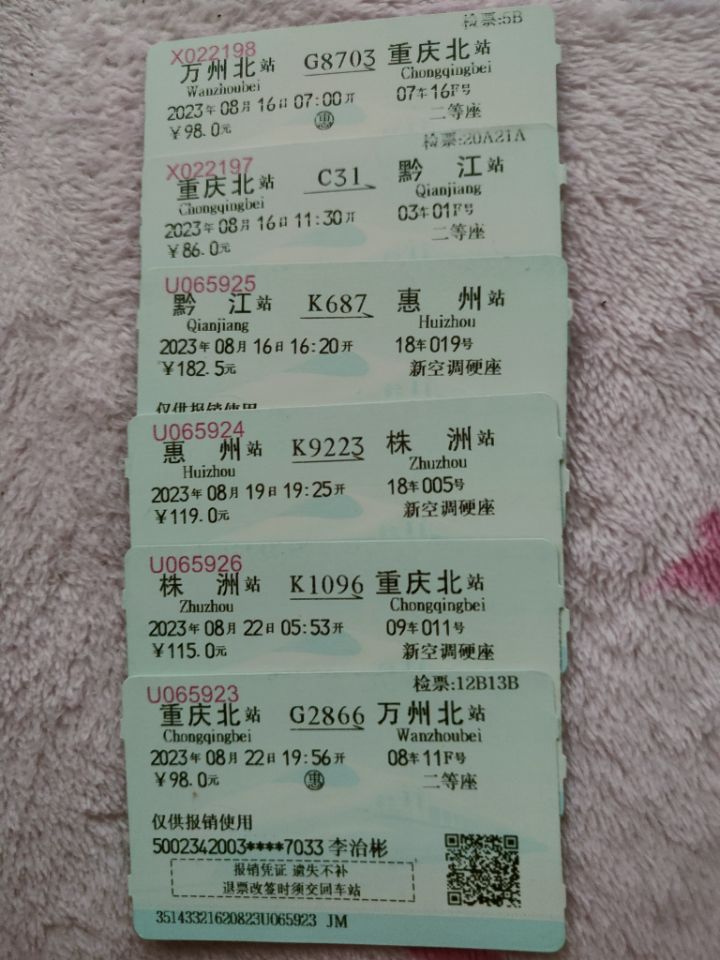 检票:5B
X022198
万州北站 G8703 重庆北站
Wanzhoubei Chongqingbei
2023年08月16日07:00开 07车16F号
￥98.0元 惠 二等座
检票:20A21A
X022197
重庆北站 C31 黔江站
Chongqingbei Qianjiang
2023年08月16日11:30开 03车01F号
￥86.0元 二等座
U065925
黔江站 K687 惠州站
Qianjiang Huizhou
2023年08月16日16:20开 18车019号
￥182.5元 新空调硬座
仅供报销使用
U065924
惠州站 K9223 株洲站
Huizhou Zhuzhou
2023年08月19日19:25开 18车005号
￥119.0元 新空调硬座
U065926
株洲站 K1096 重庆北站
Zhuzhou Chongqingbei
2023年08月22日05:53开 09车011号
￥115.0元 新空调硬座
检票:12B13B
U065923
重庆北站 G2866 万州北站
Chongqingbei Wanzhoubei
2023年08月22日19:56开 08车11F号
￥98.0元 惠 二等座
仅供报销使用
5002342003****7033 李治彬
报销凭证 遗失不补
退票改签时须交回车站
35143321620823U065923 JM